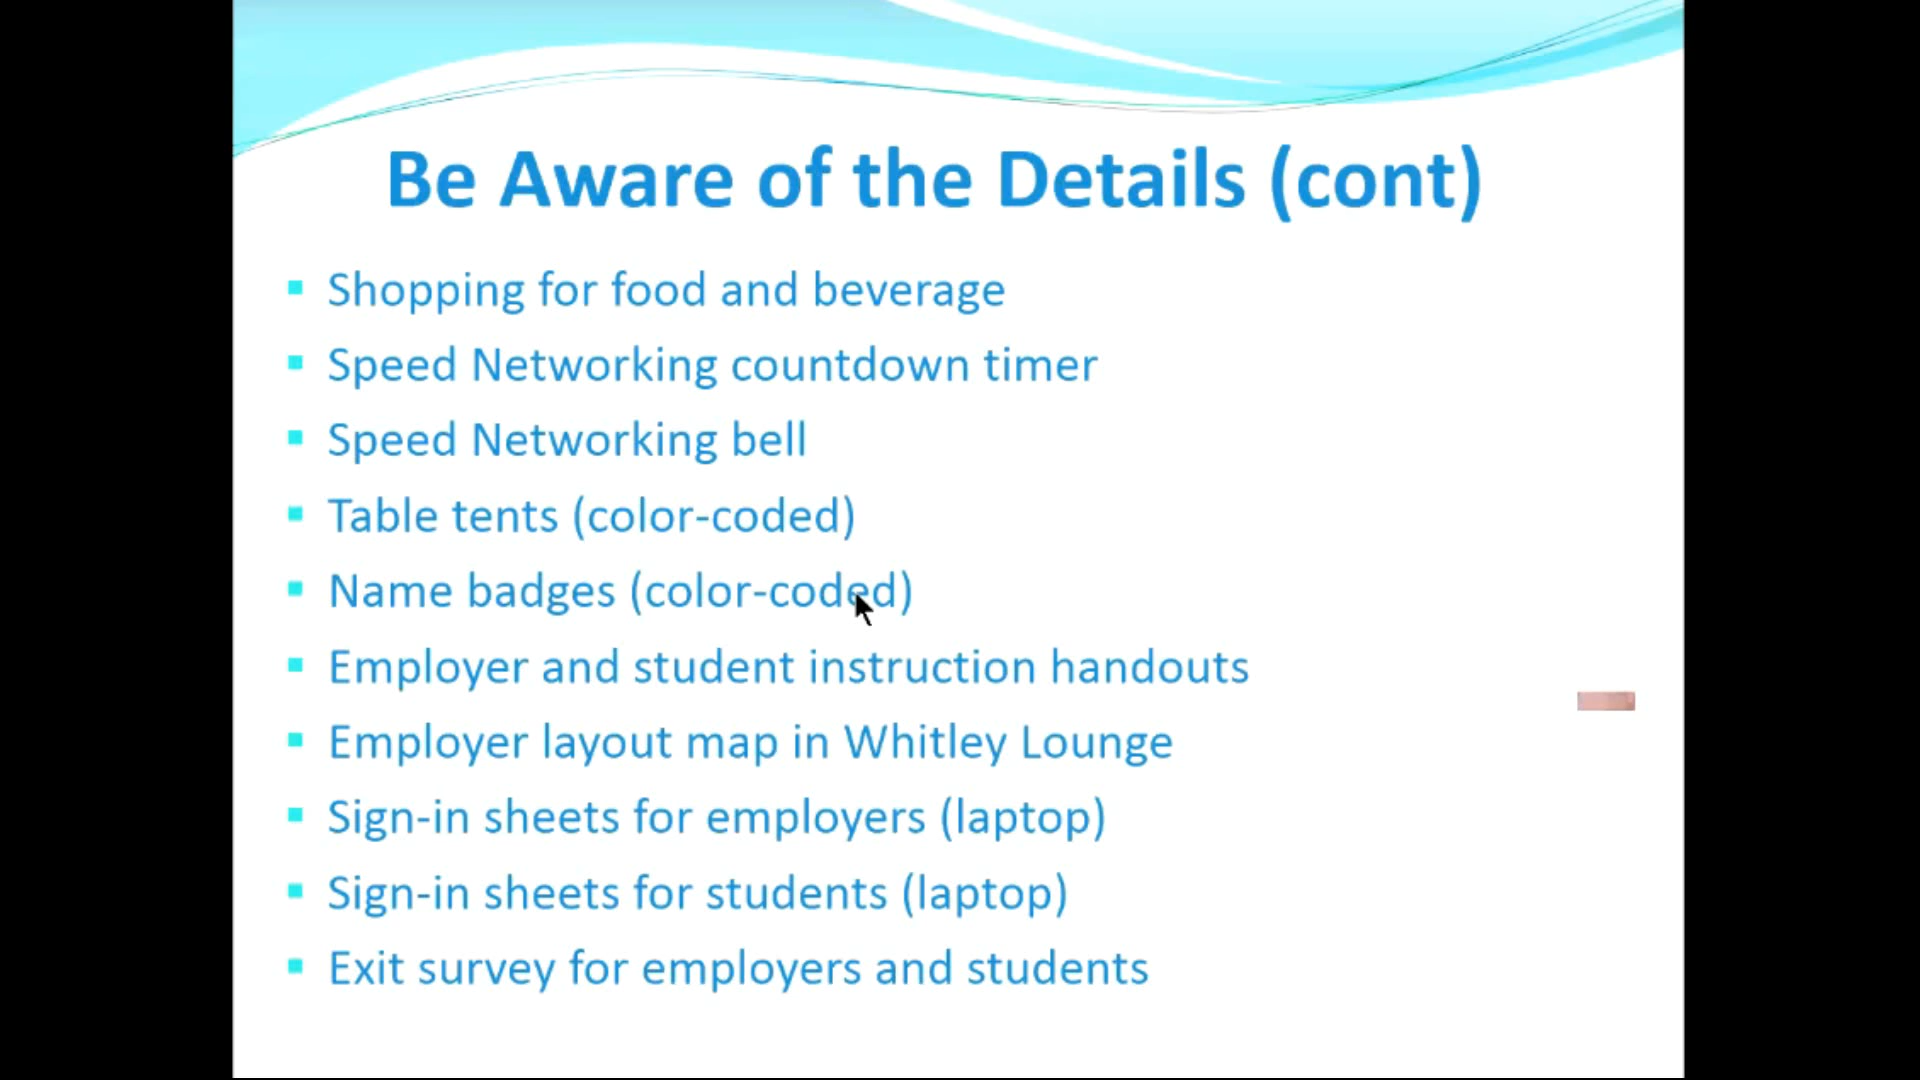 Be Aware of the Details (cont)
Shopping for food and beverage
Speed Networking countdown timer
Speed Networking bell
Table tents (color-coded)
Name badges (color-coded)
Employer and student instruction handouts
Employer layout map in Whitley Lounge
Sign-in sheets for employers (laptop)
Sign-in sheets for students (laptop)
Exit survey for employers and students